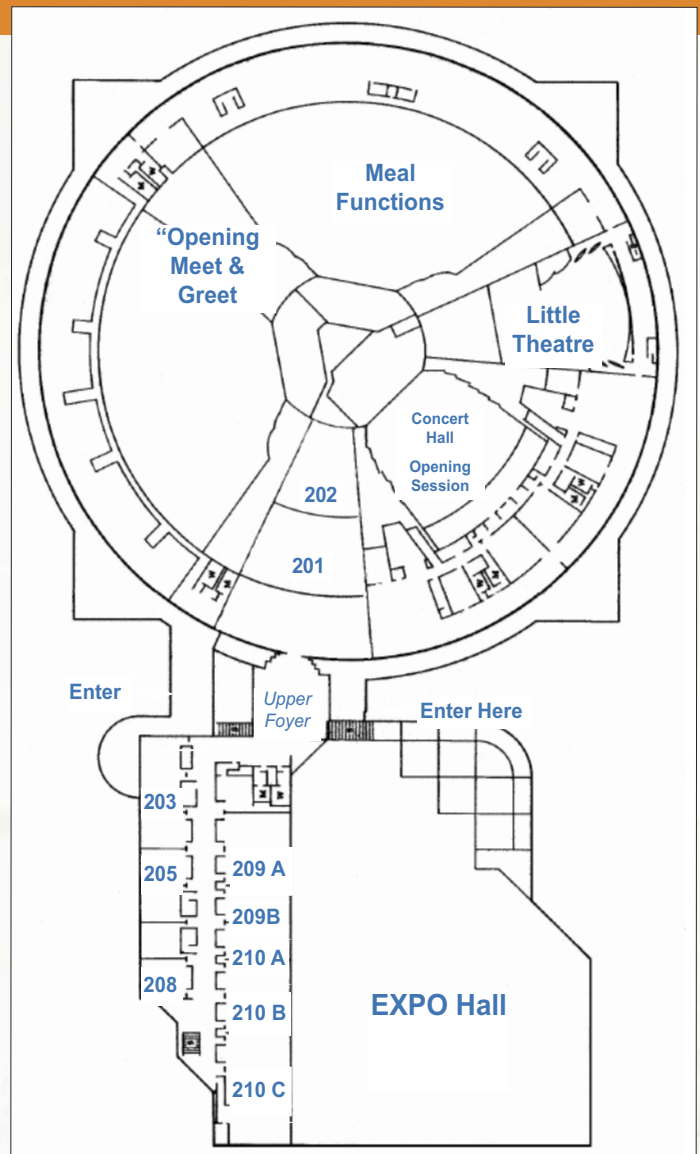 Meal
Functions
“Opening
Meet &
Greet
Little
Theatre
Concert
Hall
Opening
Session
202
201
Enter
Upper
Foyer
Enter Here
203
205
209 A
209B
210 A
208
210 B
EXPO Hall
210 C